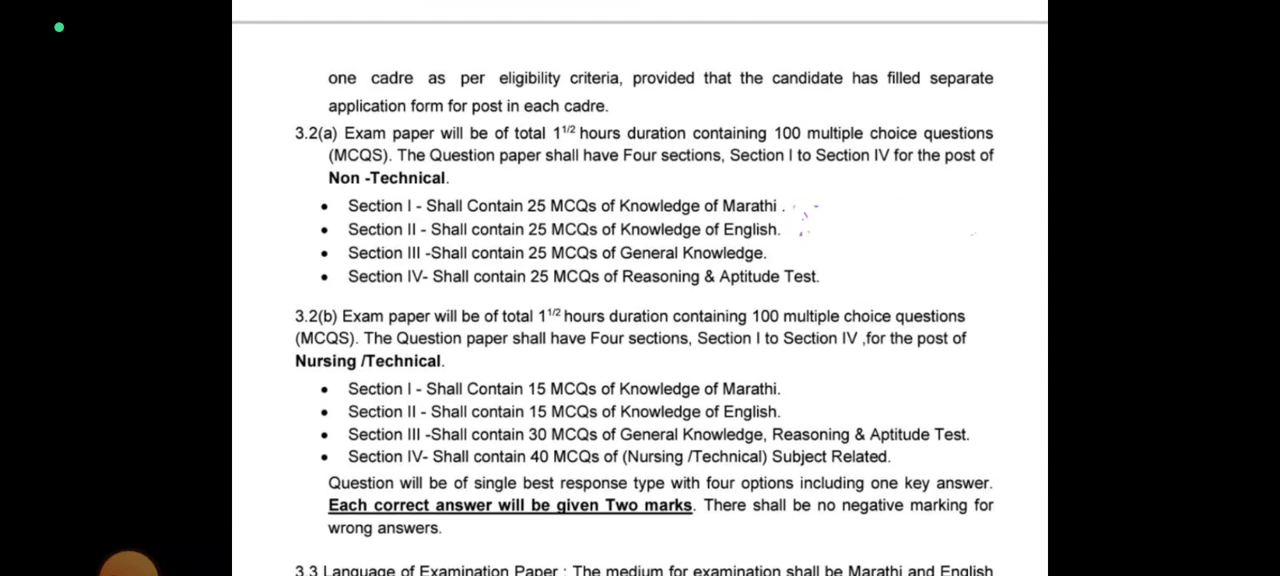 one cadre as per eligibility criteria, provided that the candidate has filled separate
application form for post in each cadre.
3.2(a) Exam paper will be of total 1¹ᐟ² hours duration containing 100 multiple choice questions
(MCQS). The Question paper shall have Four sections, Section I to Section IV for the post of
Non -Technical.
• Section I - Shall Contain 25 MCQs of Knowledge of Marathi .
• Section II - Shall contain 25 MCQs of Knowledge of English.
• Section III -Shall contain 25 MCQs of General Knowledge.
• Section IV- Shall contain 25 MCQs of Reasoning & Aptitude Test.
3.2(b) Exam paper will be of total 1¹ᐟ² hours duration containing 100 multiple choice questions
(MCQS). The Question paper shall have Four sections, Section I to Section IV ,for the post of
Nursing /Technical.
• Section I - Shall Contain 15 MCQs of Knowledge of Marathi.
• Section II - Shall contain 15 MCQs of Knowledge of English.
• Section III -Shall contain 30 MCQs of General Knowledge, Reasoning & Aptitude Test.
• Section IV- Shall contain 40 MCQs of (Nursing /Technical) Subject Related.
Question will be of single best response type with four options including one key answer.
Each correct answer will be given Two marks. There shall be no negative marking for
wrong answers.
3.3 Language of Examination Paper : The medium for examination shall be Marathi and English